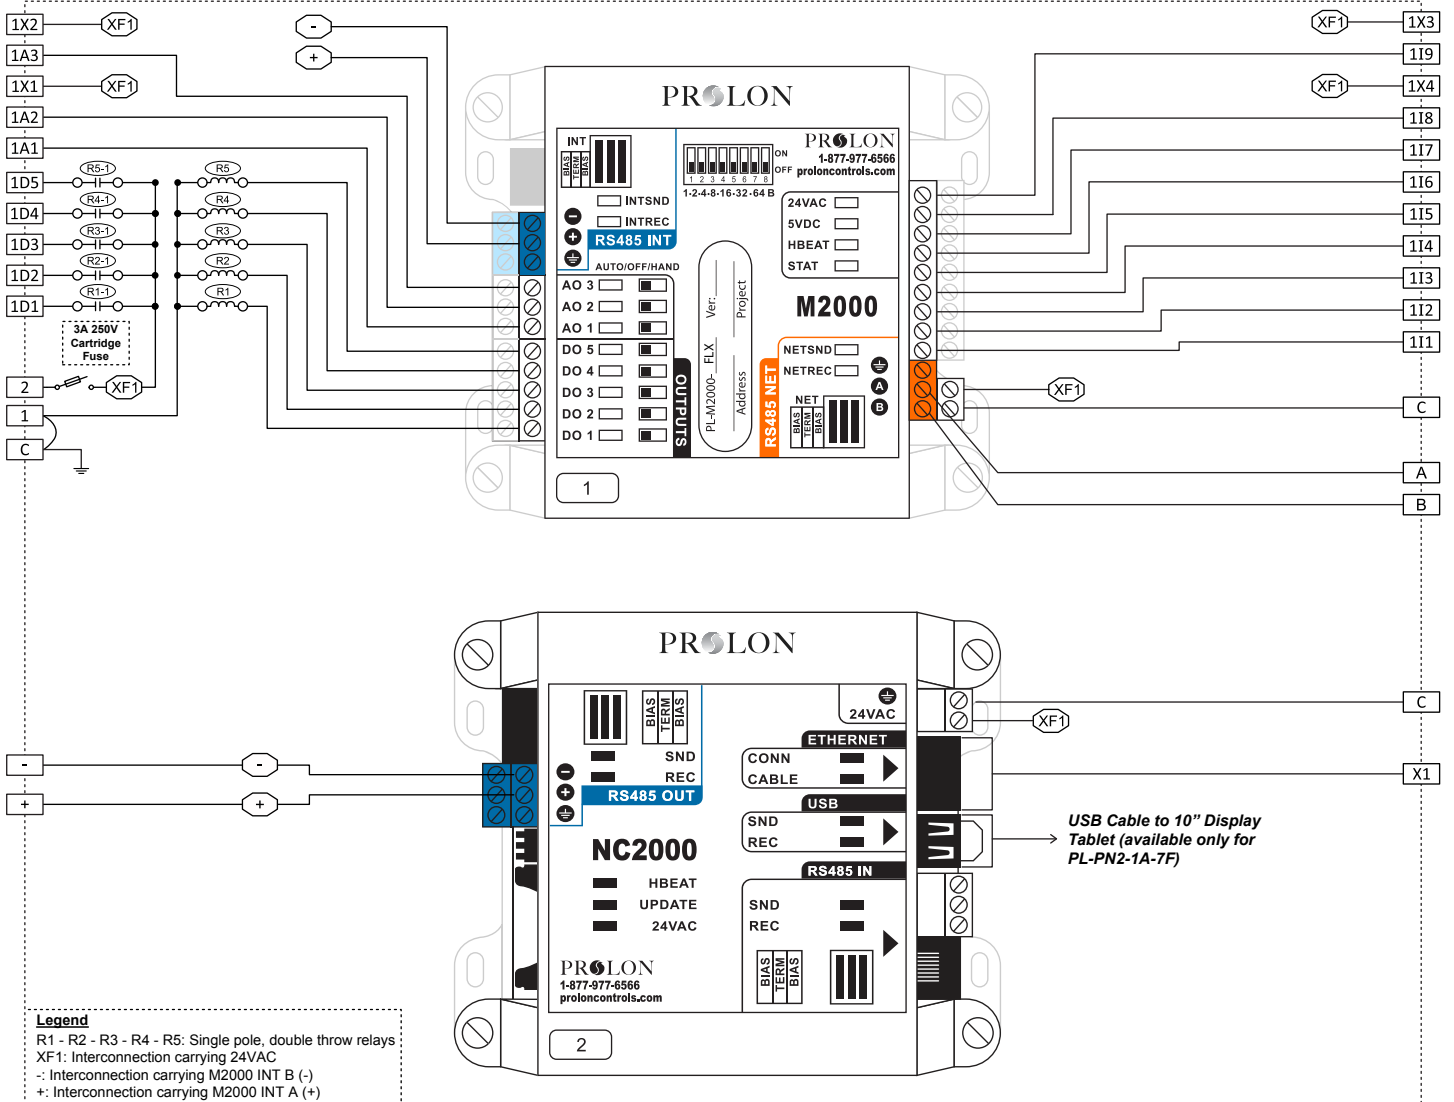 1X2
XF1
1A3
1X1
XF1
1A2
1A1
1D5
R5-1
R5
1D4
R4-1
R4
1D3
R3-1
R3
1D2
R2-1
R2
1D1
R1-1
R1
3A 250V
Cartridge
Fuse
2
XF1
1
C
-
+
PROLON
INT
BIAS
TERM
BIAS
INTSND
INTREC
RS485 INT
- 
+
AUTO/OFF/HAND
AO 3
AO 2
AO 1
DO 5
DO 4
DO 3
DO 2
DO 1
OUTPUTS
ON
OFF
1 2 3 4 5 6 7 8
1-2-4-8-16-32-64 B
PROLON
1-877-977-6566
proloncontrols.com
24VAC
5VDC
HBEAT
STAT
M2000
PL-M2000- FLX Ver:
Address Project
NETSND
NETREC
RS485 NET
A
B
NET
BIAS
TERM
BIAS
1
XF1
1X3
1I9
XF1
1X4
1I8
1I7
1I6
1I5
1I4
1I3
1I2
1I1
XF1
C
A
B
PROLON
BIAS
TERM
BIAS
SND
REC
RS485 OUT
-
+
NC2000
HBEAT
UPDATE
24VAC
PROLON
1-877-977-6566
proloncontrols.com
24VAC
ETHERNET
CONN
CABLE
USB
SND
REC
RS485 IN
SND
REC
BIAS
TERM
BIAS
2
-
-
+
+
C
XF1
X1
USB Cable to 10” Display
Tablet (available only for
PL-PN2-1A-7F)
Legend
R1 - R2 - R3 - R4 - R5: Single pole, double throw relays
XF1: Interconnection carrying 24VAC
-: Interconnection carrying M2000 INT B (-)
+: Interconnection carrying M2000 INT A (+)